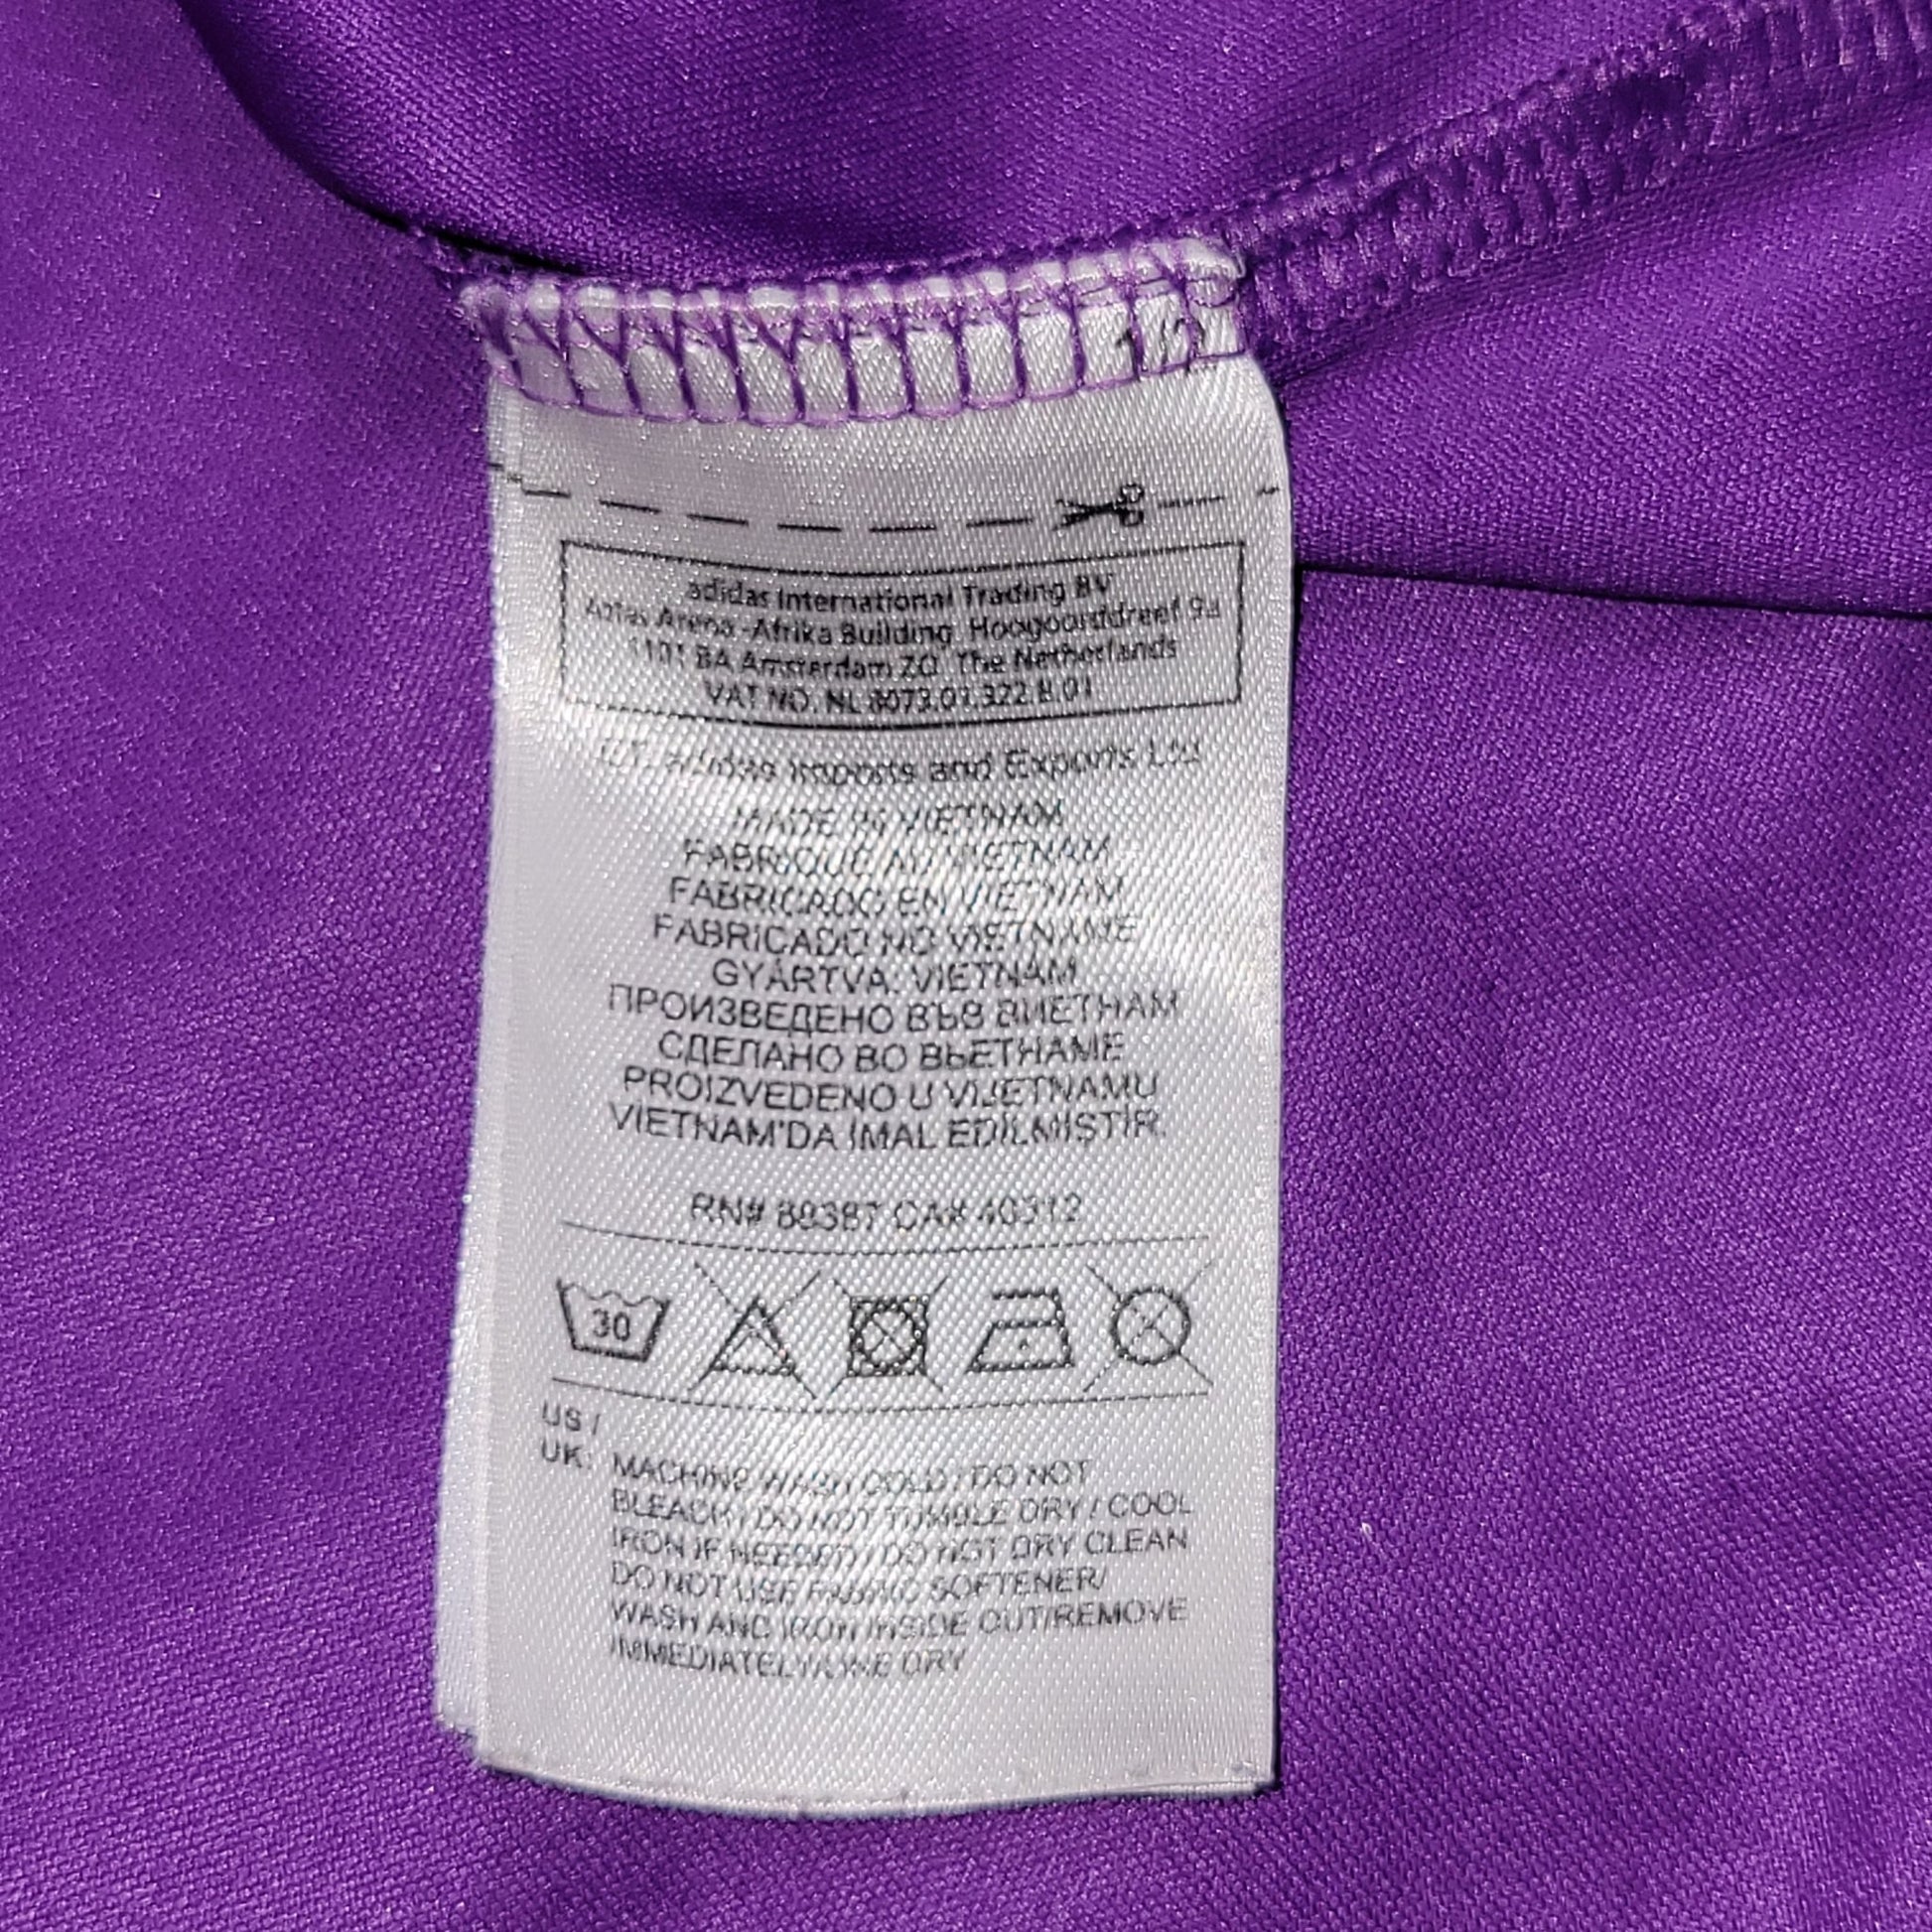 adidas International Trading BV
Atlas Arena -Afrika Building, Hoogoorddreef 9a
1101 BA Amsterdam ZO, The Netherlands
VAT NO. NL 8073.01.322.B.01
adidas Imports and Exports Ltd
MADE IN VIETNAM
FABRIQUE AU VIETNAM
FABRICADO EN VIETNAM
FABRICADO NO VIETNAME
GYÁRTVA: VIETNAM
ПРОИЗВЕДЕНО ВЪВ ВИЕТНАМ
СДЕЛАНО ВО ВЬЕТНАМЕ
PROIZVEDENO U VIJETNAMU
VIETNAM'DA İMAL EDİLMİSTİR.
RN# 88387 CA# 40312
30
US /
UK: MACHINE WASH COLD / DO NOT
BLEACH / DO NOT TUMBLE DRY / COOL
IRON IF NEEDED / DO NOT DRY CLEAN
DO NOT USE FABRIC SOFTENER/
WASH AND IRON INSIDE OUT/REMOVE
IMMEDIATELY/LINE DRY